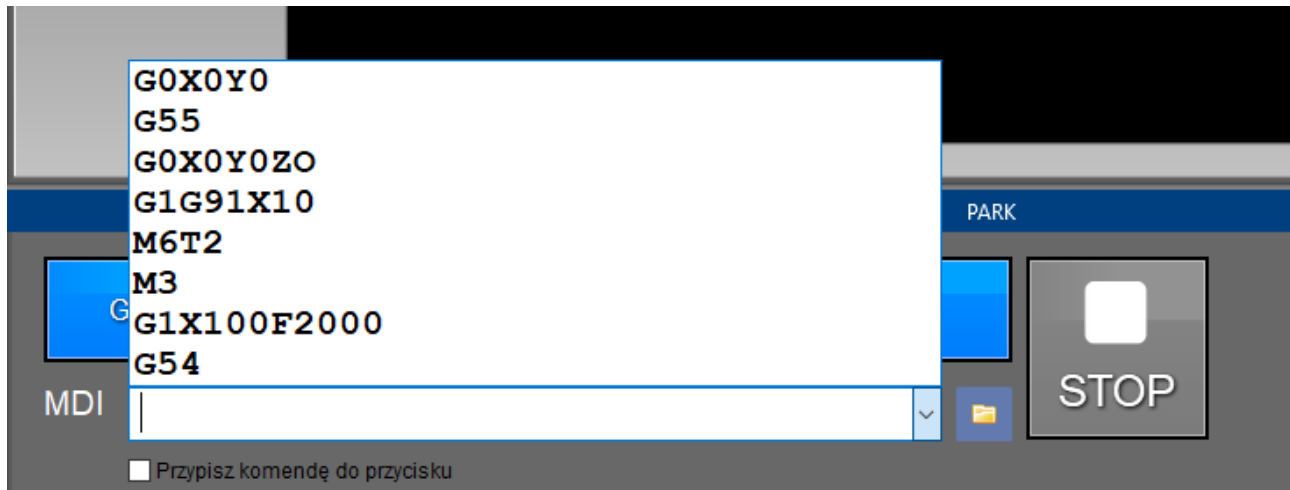 G0X0Y0
G55
G0X0Y0ZO
G1G91X10
PARK
M6T2
M3
G
G1X100F2000
G54
MDI
STOP
Przypisz komendę do przycisku